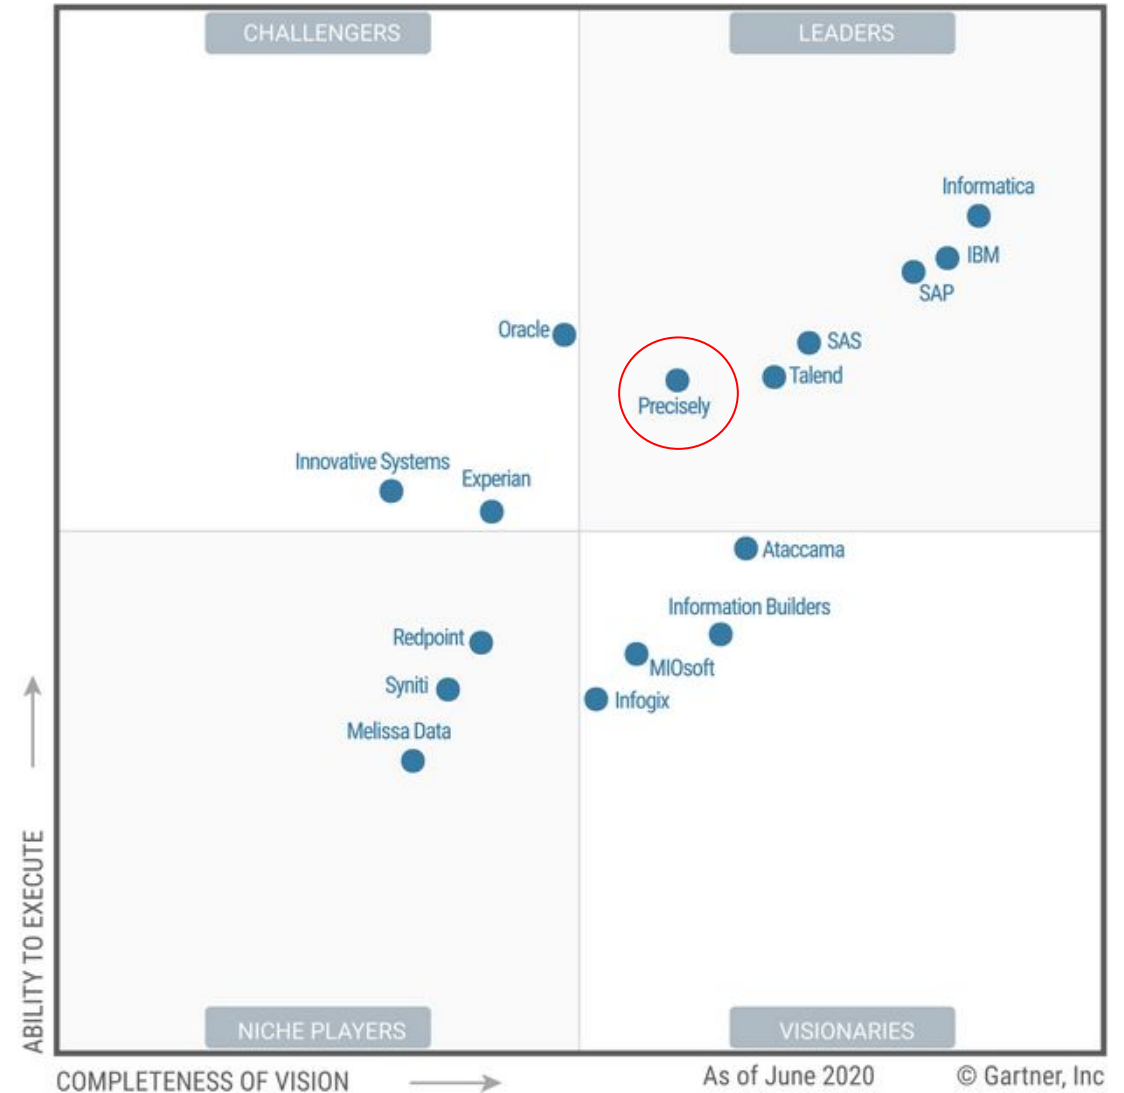 CHALLENGERS
LEADERS
Informatica
IBM
SAP
Oracle
SAS
Talend
Precisely
Innovative Systems
Experian
Ataccama
Information Builders
Redpoint
MIOsoft
Syniti
Infogix
Melissa Data
ABILITY TO EXECUTE
NICHE PLAYERS
VISIONARIES
COMPLETENESS OF VISION
As of June 2020
© Gartner, Inc